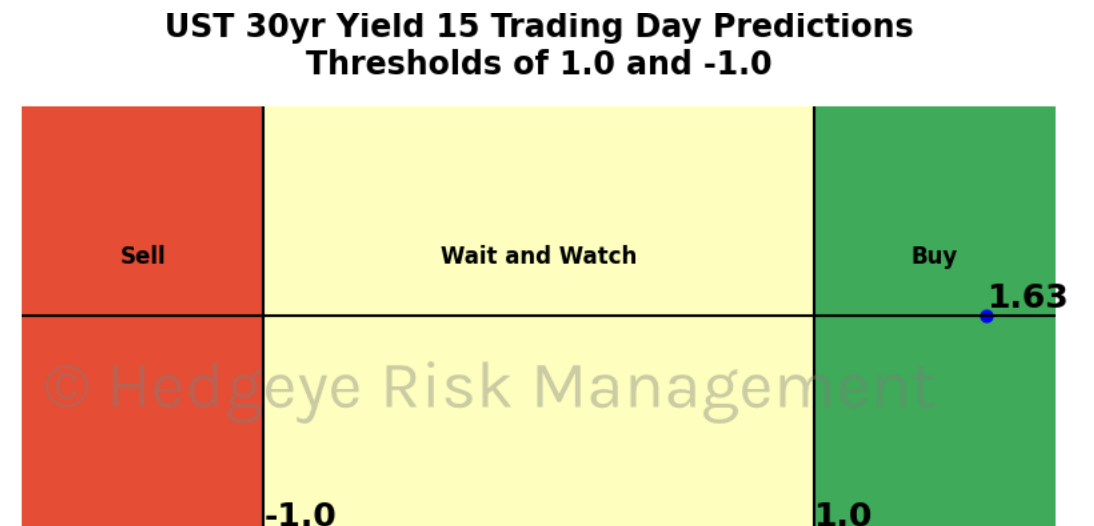 UST 30yr Yield 15 Trading Day Predictions
Thresholds of 1.0 and -1.0
Sell
Wait and Watch
Buy
1.63
© Hedgeye Risk Management
-1.0
1.0